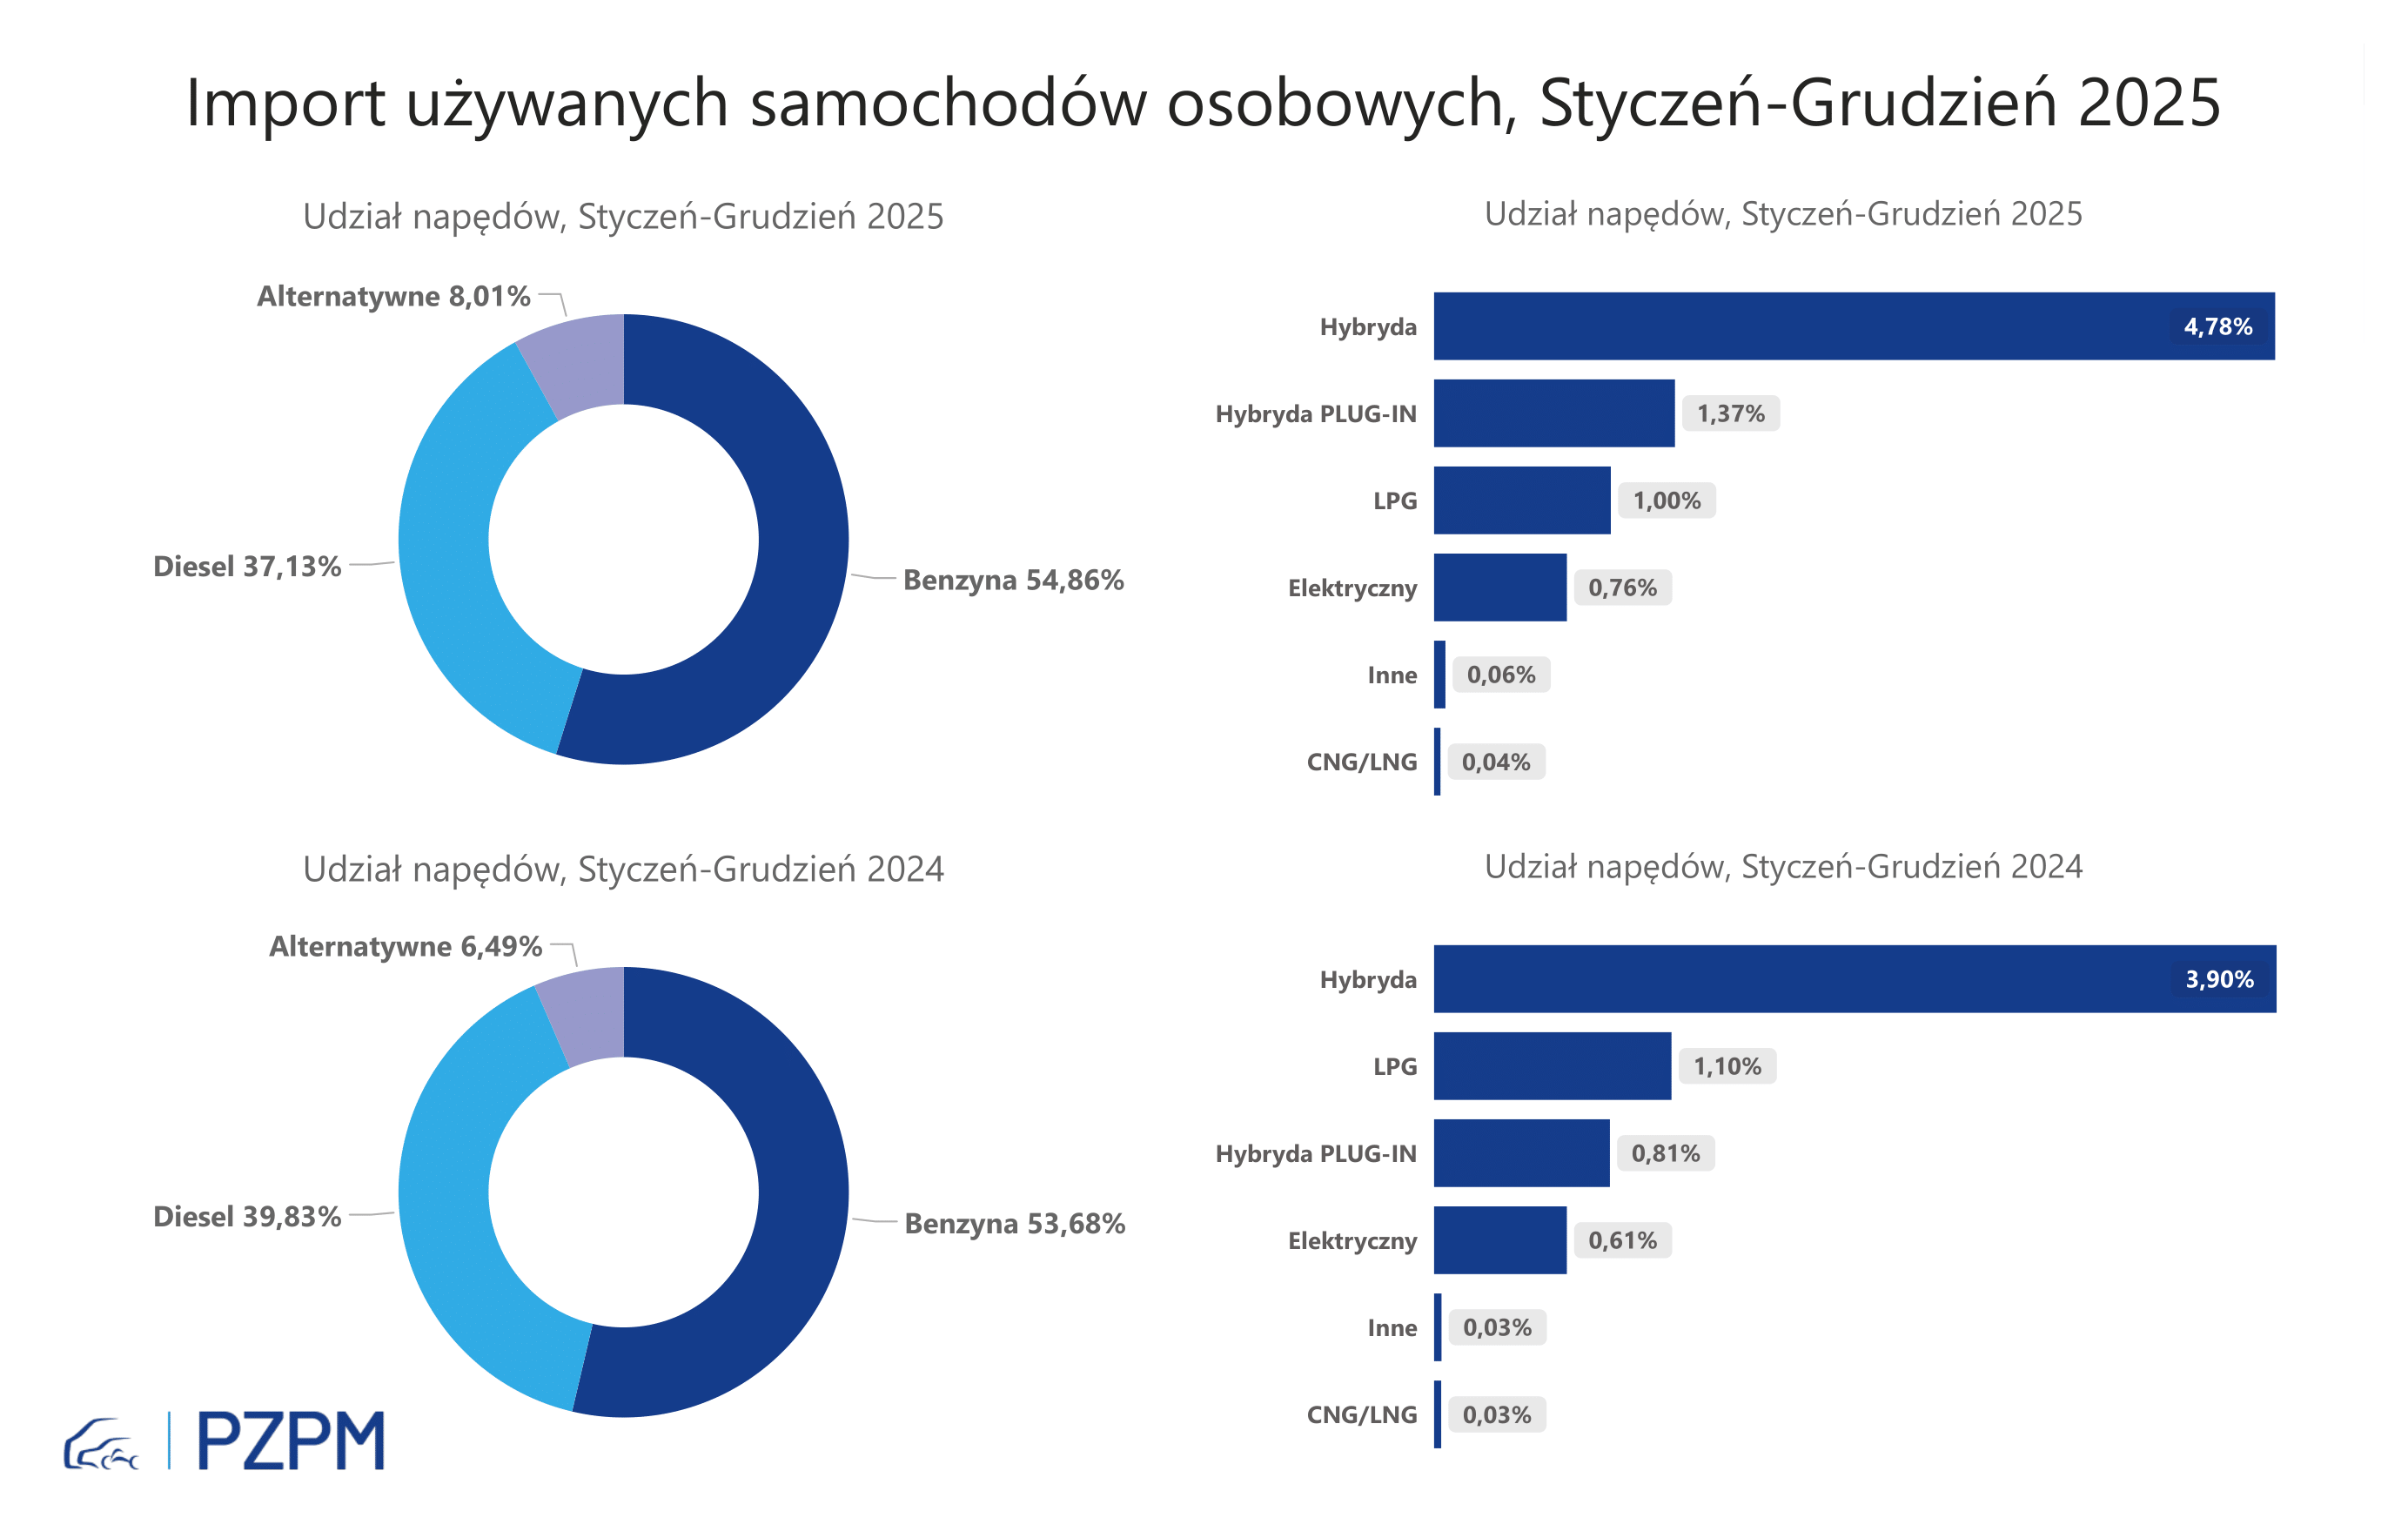 Import używanych samochodów osobowych, Styczeń-Grudzień 2025
Udział napędów, Styczeń-Grudzień 2025
Alternatywne 8,01%
Diesel 37,13%
Benzyna 54,86%
Udział napędów, Styczeń-Grudzień 2025
Hybryda 4,78%
Hybryda PLUG-IN 1,37%
LPG 1,00%
Elektryczny 0,76%
Inne 0,06%
CNG/LNG 0,04%
Udział napędów, Styczeń-Grudzień 2024
Alternatywne 6,49%
Diesel 39,83%
Benzyna 53,68%
Udział napędów, Styczeń-Grudzień 2024
Hybryda 3,90%
LPG 1,10%
Hybryda PLUG-IN 0,81%
Elektryczny 0,61%
Inne 0,03%
CNG/LNG 0,03%
PZPM